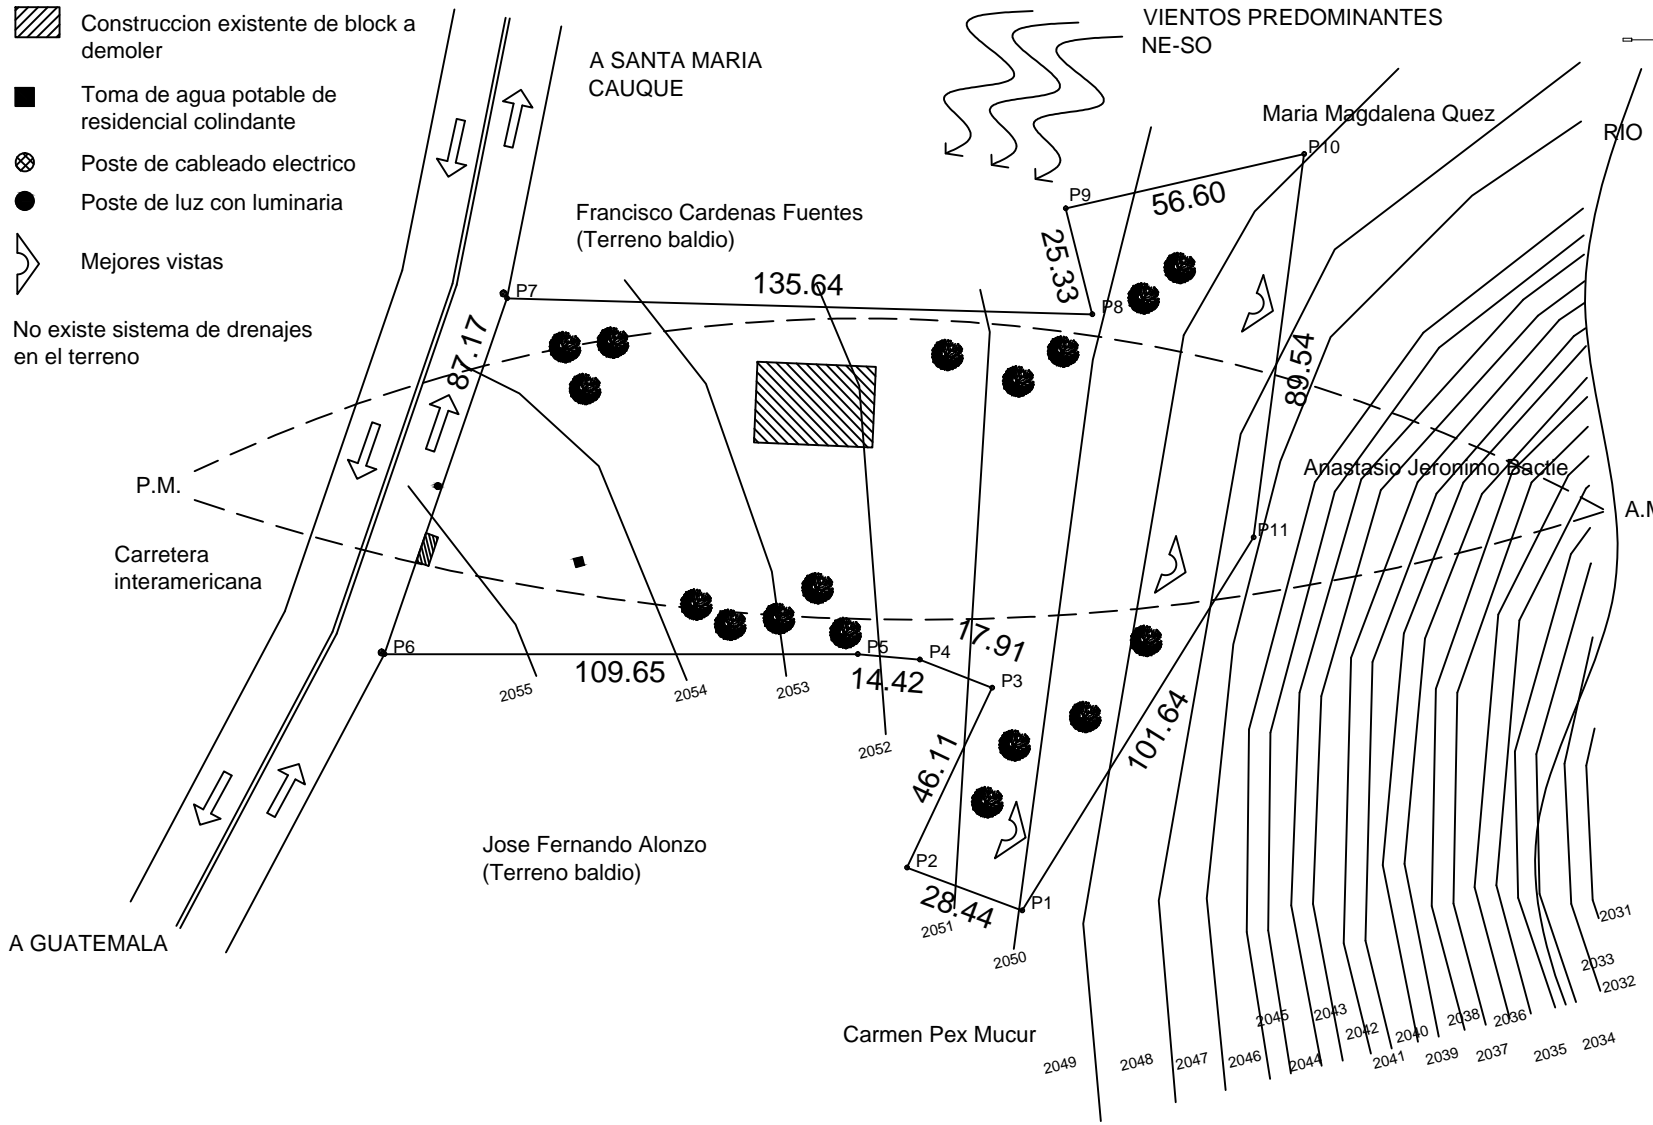 Construccion existente de block a
demoler
Toma de agua potable de
residencial colindante
Poste de cableado electrico
Poste de luz con luminaria
Mejores vistas
No existe sistema de drenajes
en el terreno
A SANTA MARIA
CAUQUE
VIENTOS PREDOMINANTES
NE-SO
Maria Magdalena Quez
RIO
P10
P9
56.60
Francisco Cardenas Fuentes
(Terreno baldio)
25.33
P7
135.64
P8
87.17
89.54
P.M.
Anastasio Jeronimo Bactie
A.M
P11
Carretera
interamericana
P6
109.65
P5
14.42
P4
17.91
P3
2055
2054
2053
2052
46.11
101.64
Jose Fernando Alonzo
(Terreno baldio)
P2
28.44
P1
2051
2050
A GUATEMALA
Carmen Pex Mucur
2049
2048
2047
2046
2045
2044
2043
2042
2041
2040
2039
2038
2037
2036
2035
2034
2033
2032
2031